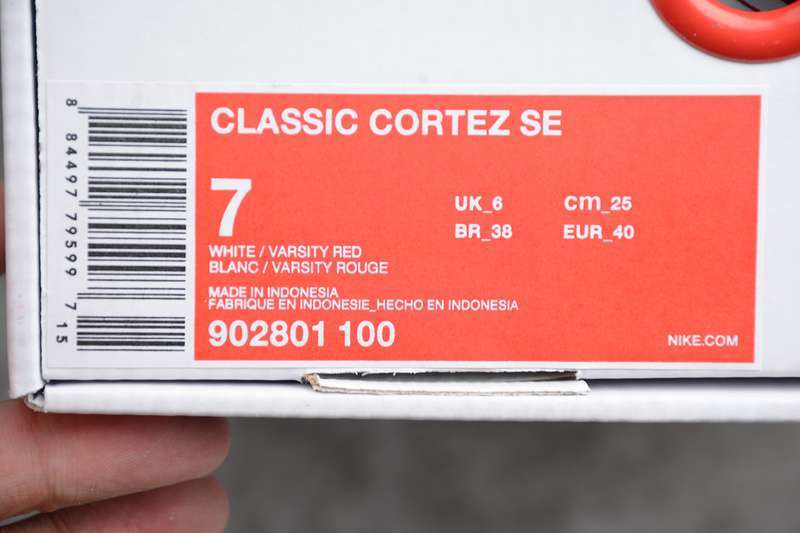 8 84497 79599 7 15
CLASSIC CORTEZ SE
7
UK_6 cm_25
BR_38 EUR_40
WHITE / VARSITY RED
BLANC / VARSITY ROUGE
MADE IN INDONESIA
FABRIQUE EN INDONESIE_HECHO EN INDONESIA
902801 100
NIKE.COM